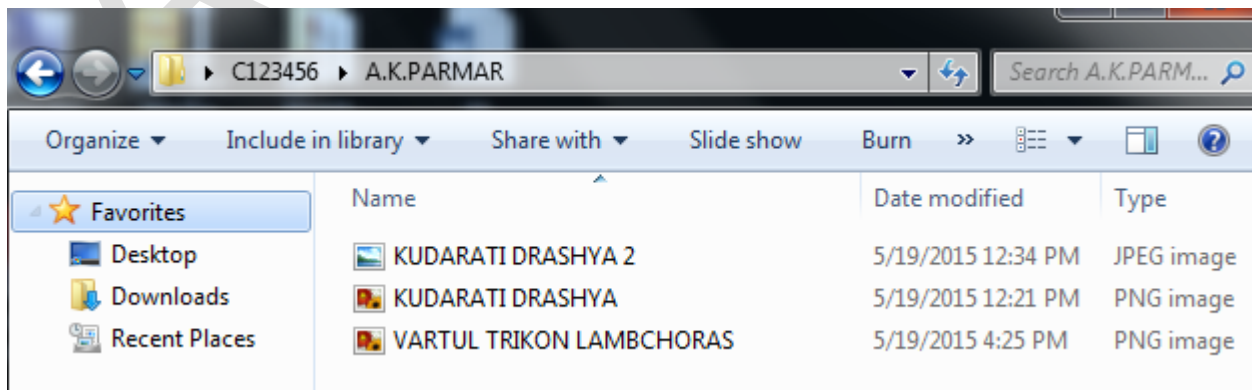 C123456 ▸ A.K.PARMAR Search A.K.PARM...
Organize Include in library Share with Slide show Burn »
Favorites Name Date modified Type
Desktop KUDARATI DRASHYA 2 5/19/2015 12:34 PM JPEG image
Downloads KUDARATI DRASHYA 5/19/2015 12:21 PM PNG image
Recent Places VARTUL TRIKON LAMBCHORAS 5/19/2015 4:25 PM PNG image